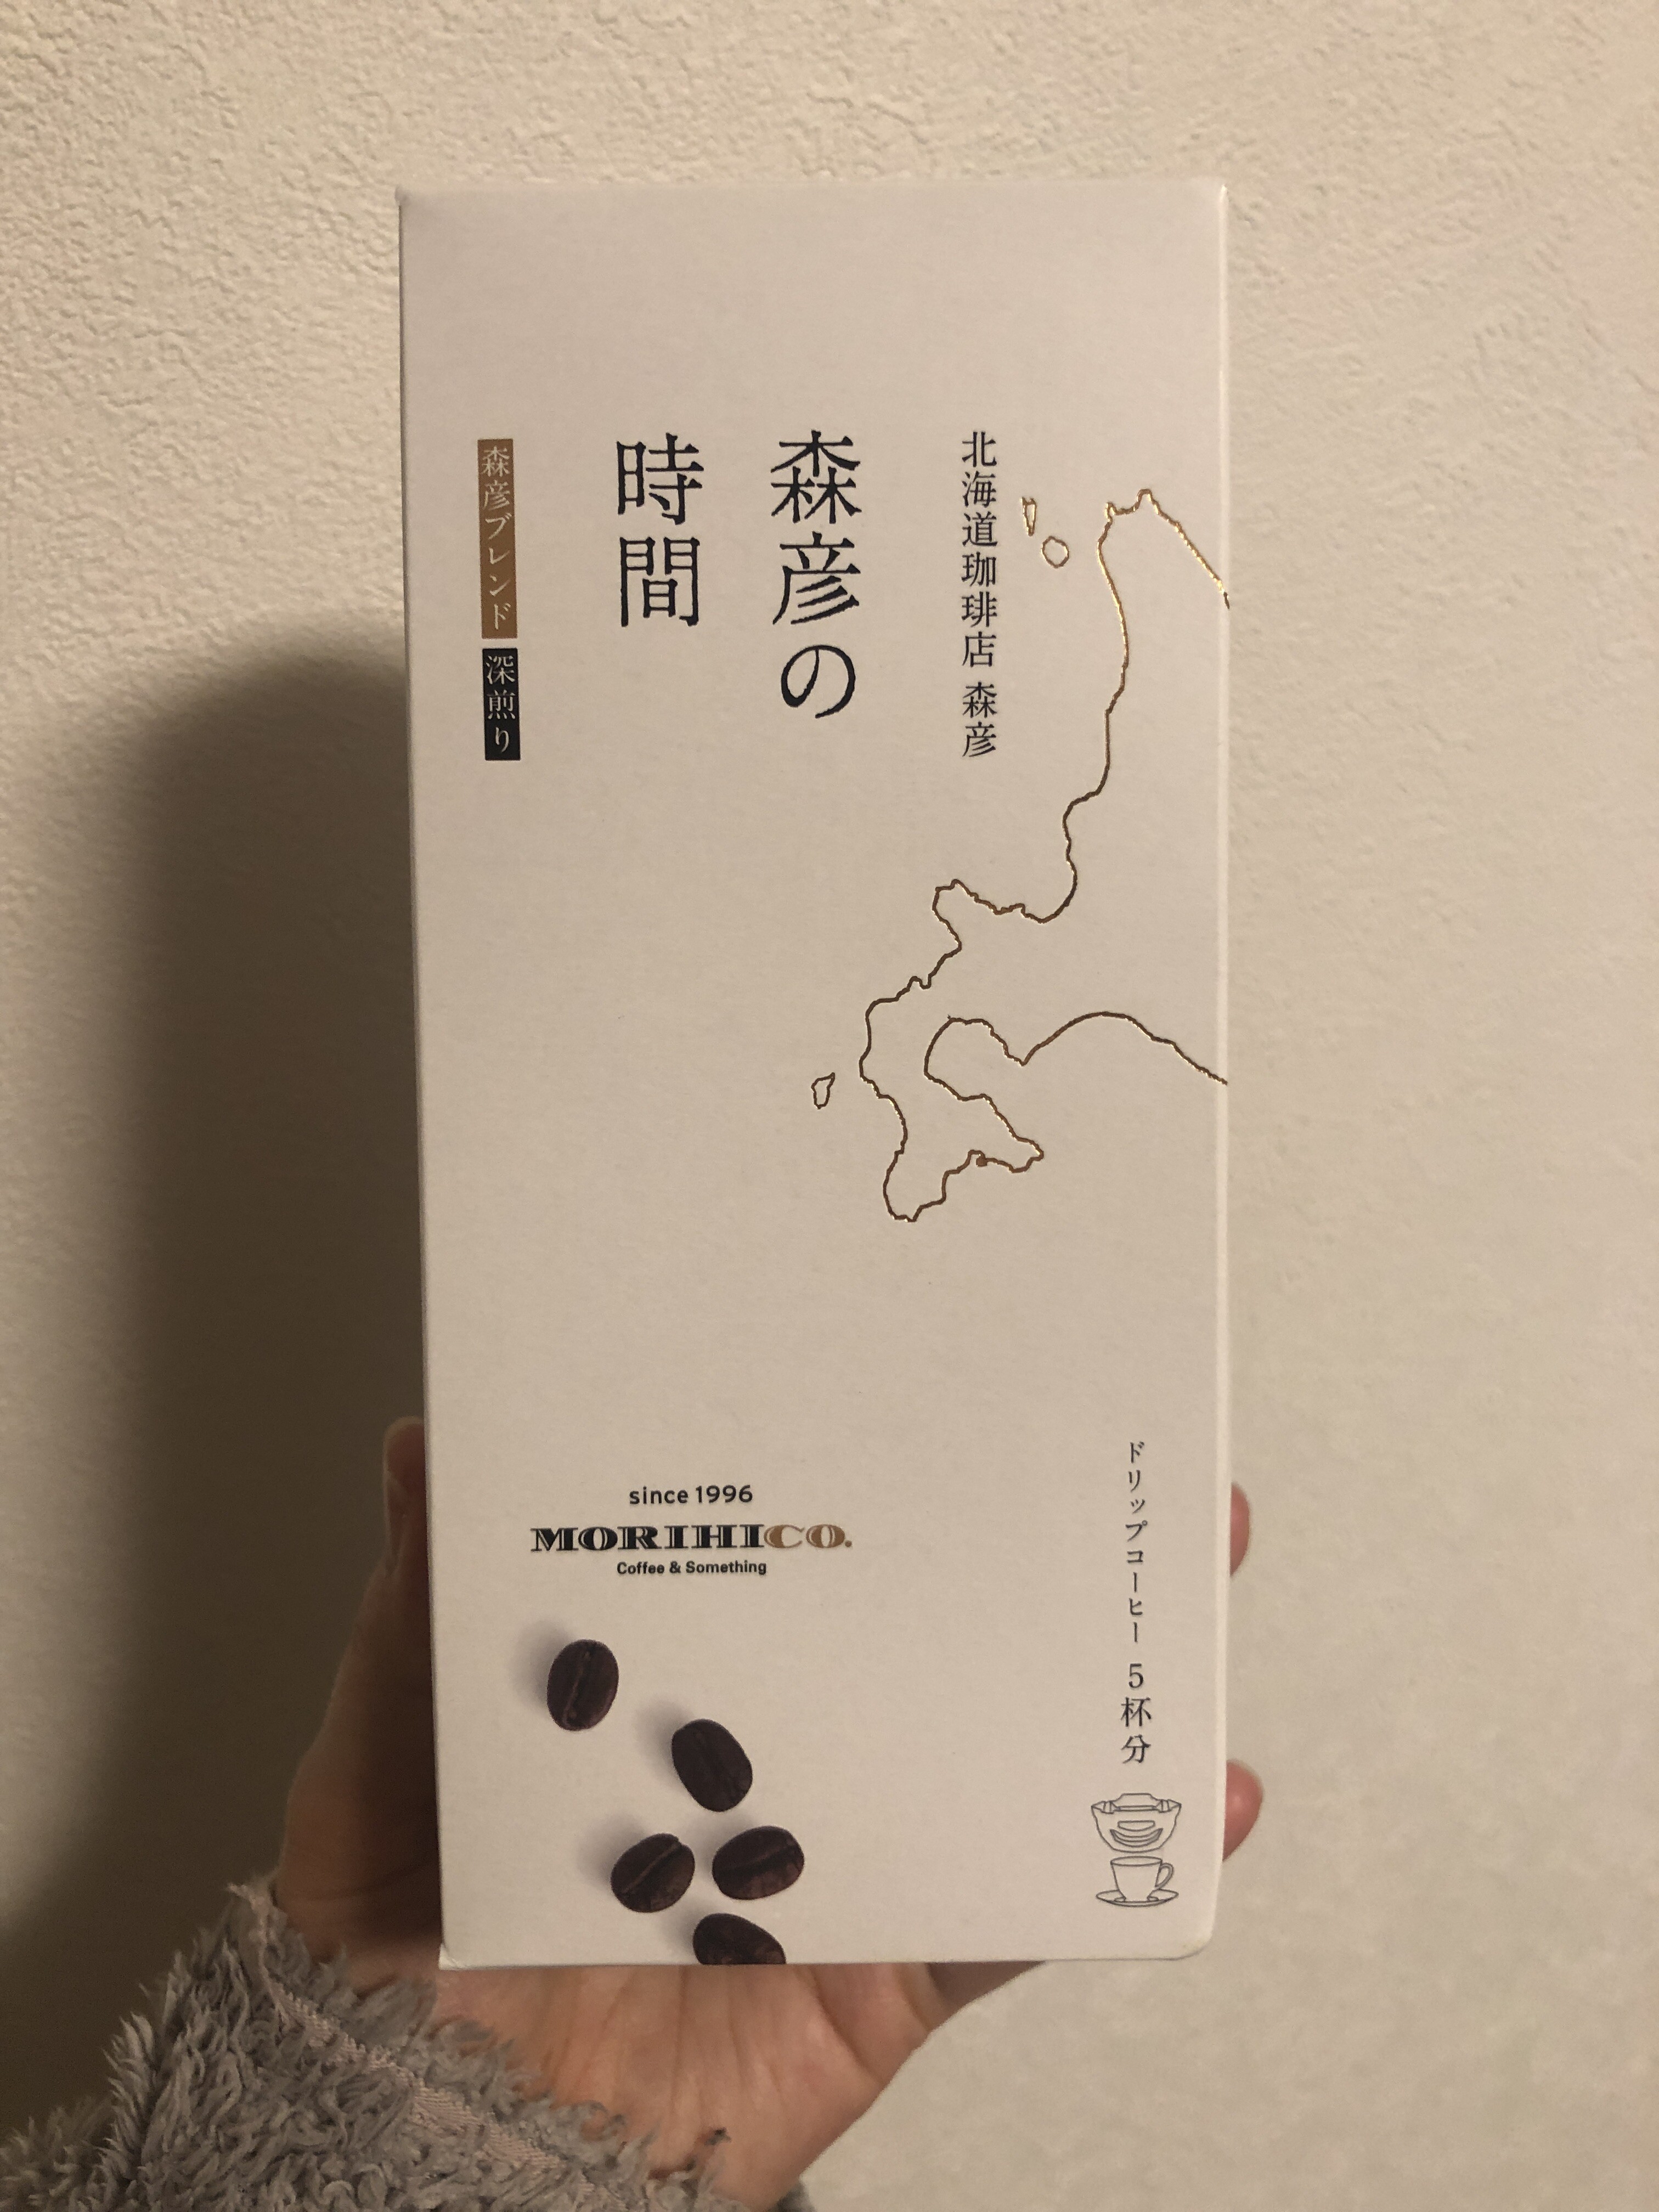 北海道珈琲店 森彦
森彦の
時間
森彦ブレンド 深煎り
since 1996
MORIHICO.
Coffee & Something
ドリップコーヒー 5杯分